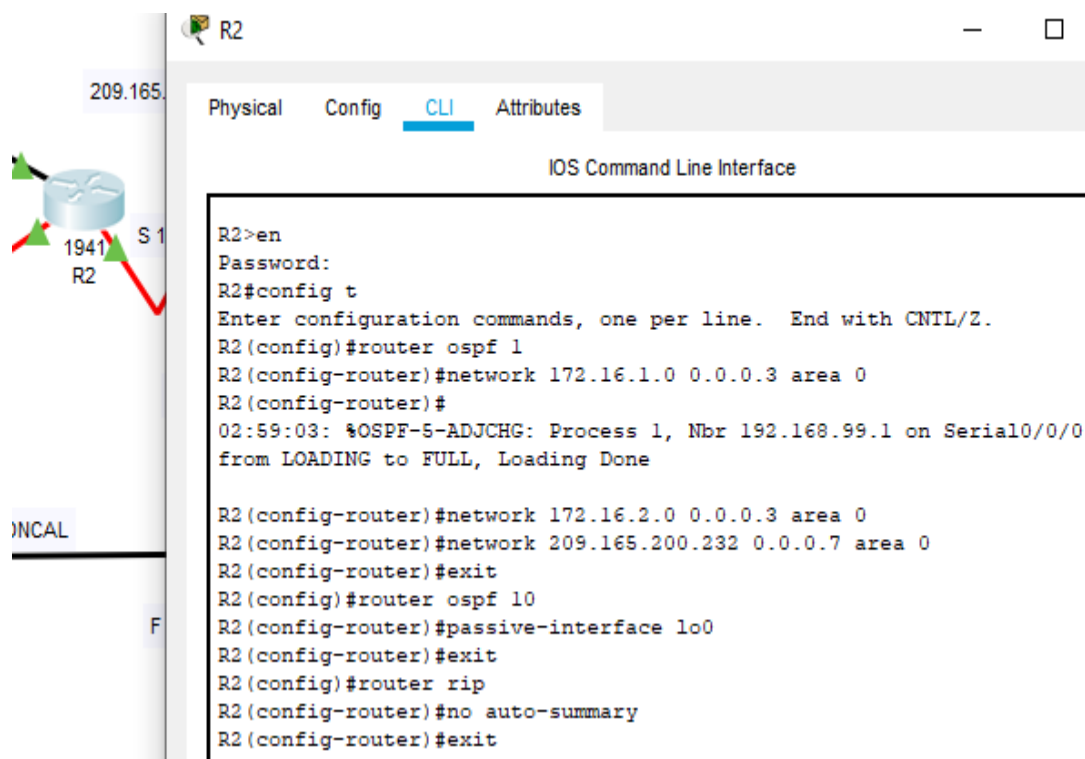 R2
209.165.
Physical Config CLI Attributes
IOS Command Line Interface
1941
R2
S 1
R2>en
Password:
R2#config t
Enter configuration commands, one per line.  End with CNTL/Z.
R2(config)#router ospf 1
R2(config-router)#network 172.16.1.0 0.0.0.3 area 0
R2(config-router)#
02:59:03: %OSPF-5-ADJCHG: Process 1, Nbr 192.168.99.1 on Serial0/0/0
from LOADING to FULL, Loading Done
R2(config-router)#network 172.16.2.0 0.0.0.3 area 0
R2(config-router)#network 209.165.200.232 0.0.0.7 area 0
R2(config-router)#exit
R2(config)#router ospf 10
R2(config-router)#passive-interface lo0
R2(config-router)#exit
R2(config)#router rip
R2(config-router)#no auto-summary
R2(config-router)#exit
ONCAL
F